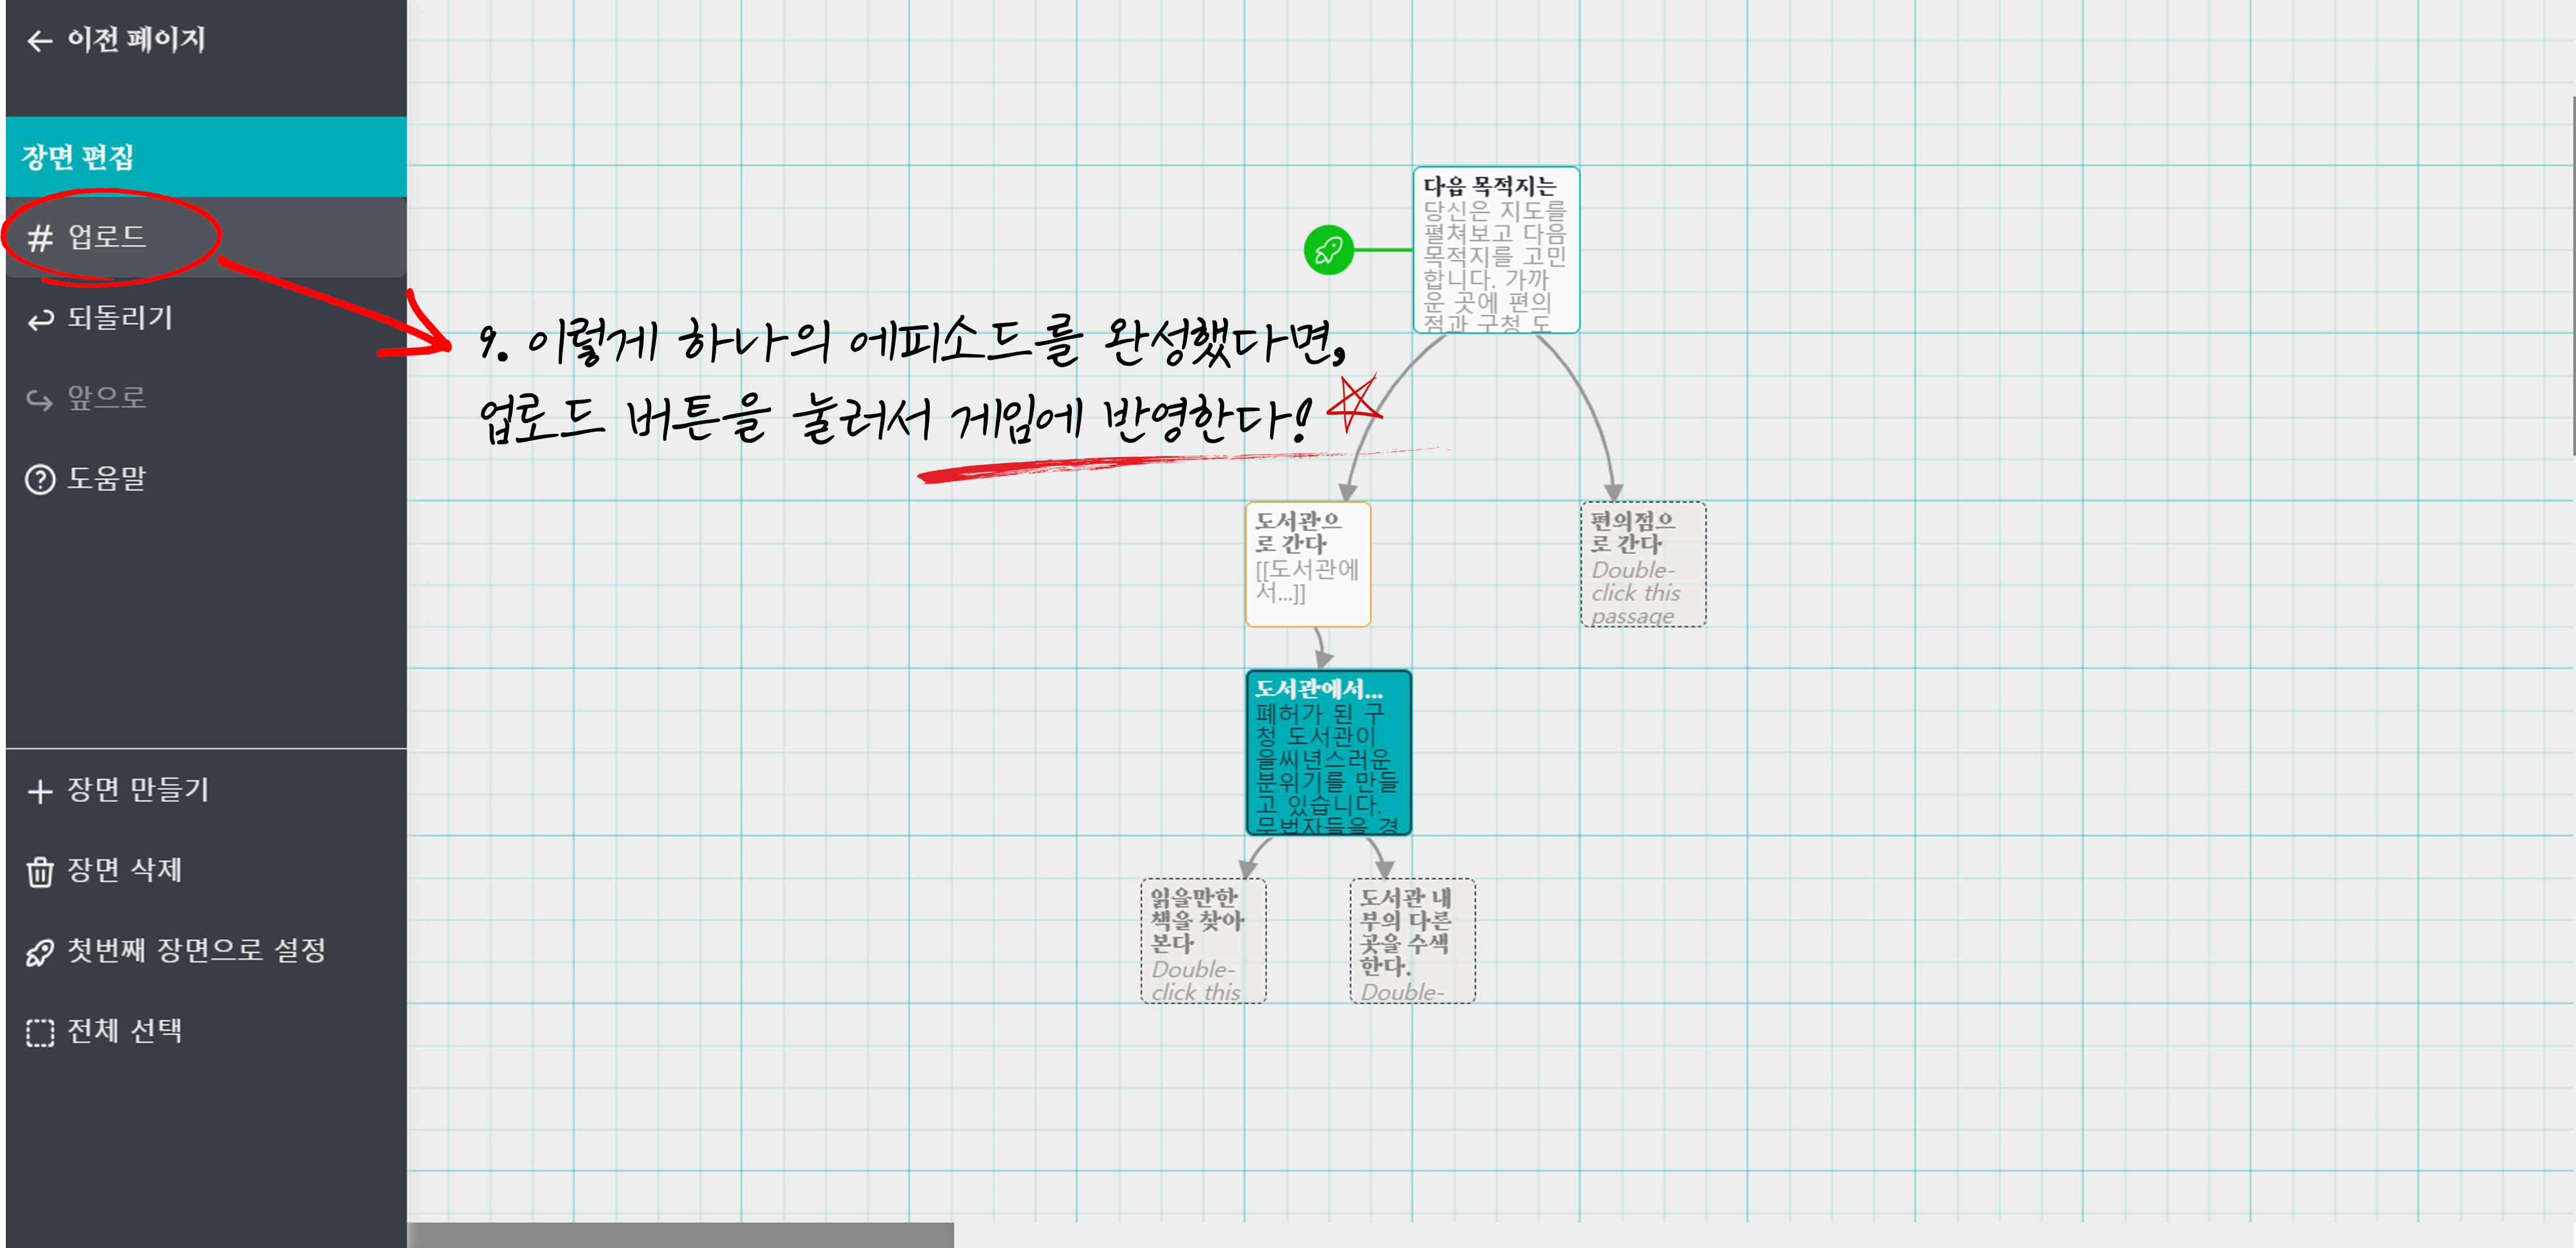 이전 페이지
장면 편집
업로드
되돌리기
앞으로
도움말
장면 만들기
장면 삭제
첫번째 장면으로 설정
전체 선택
9. 이렇게 하나의 에피소드를 완성했다면,
업로드 버튼을 눌러서 게임에 반영한다!
다음 목적지는
당신은 지도를
펼쳐보고 다음
목적지를 고민
합니다. 가까
운 곳에 편의
점과 구청 도
도서관으
로 간다
[[도서관에
서...]]
편의점으
로 간다
Double-
click this
passage
도서관에서...
폐허가 된 구
청 도서관이
을씨년스러운
분위기를 만들
고 있습니다.
무법자들을 경
읽을만한
책을 찾아
본다
Double-
click this
도서관 내
부의 다른
곳을 수색
한다.
Double-